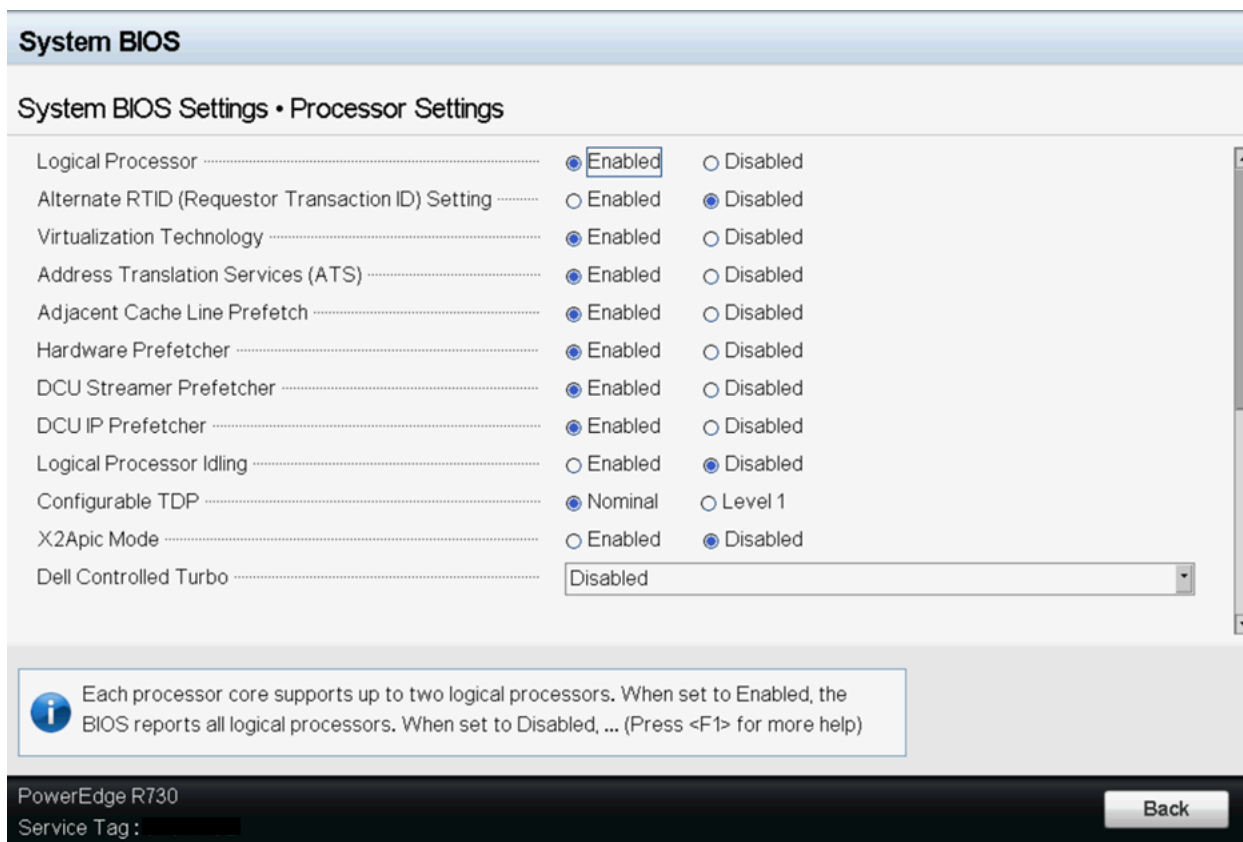 System BIOS
System BIOS Settings • Processor Settings
Logical Processor Enabled Disabled
Alternate RTID (Requestor Transaction ID) Setting Enabled Disabled
Virtualization Technology Enabled Disabled
Address Translation Services (ATS) Enabled Disabled
Adjacent Cache Line Prefetch Enabled Disabled
Hardware Prefetcher Enabled Disabled
DCU Streamer Prefetcher Enabled Disabled
DCU IP Prefetcher Enabled Disabled
Logical Processor Idling Enabled Disabled
Configurable TDP Nominal Level 1
X2Apic Mode Enabled Disabled
Dell Controlled Turbo Disabled
Each processor core supports up to two logical processors. When set to Enabled, the
BIOS reports all logical processors. When set to Disabled, ... (Press <F1> for more help)
PowerEdge R730
Service Tag :
Back